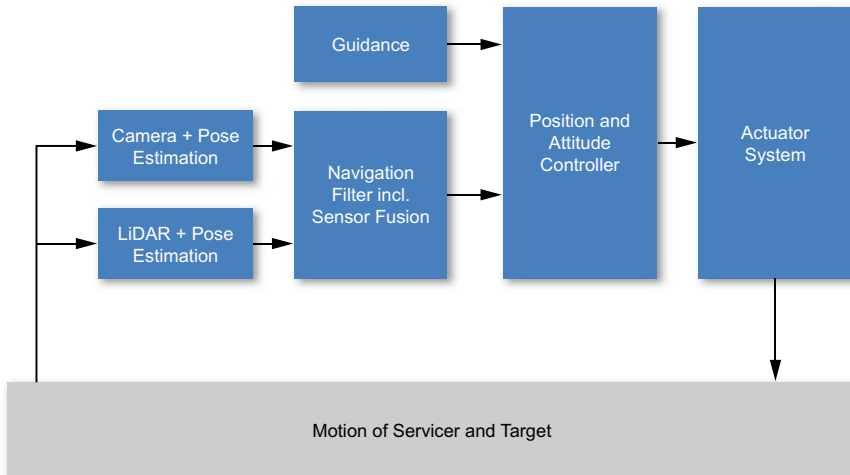 Guidance
Camera + Pose
Estimation
LiDAR + Pose
Estimation
Navigation
Filter incl.
Sensor Fusion
Position and
Attitude
Controller
Actuator
System
Motion of Servicer and Target